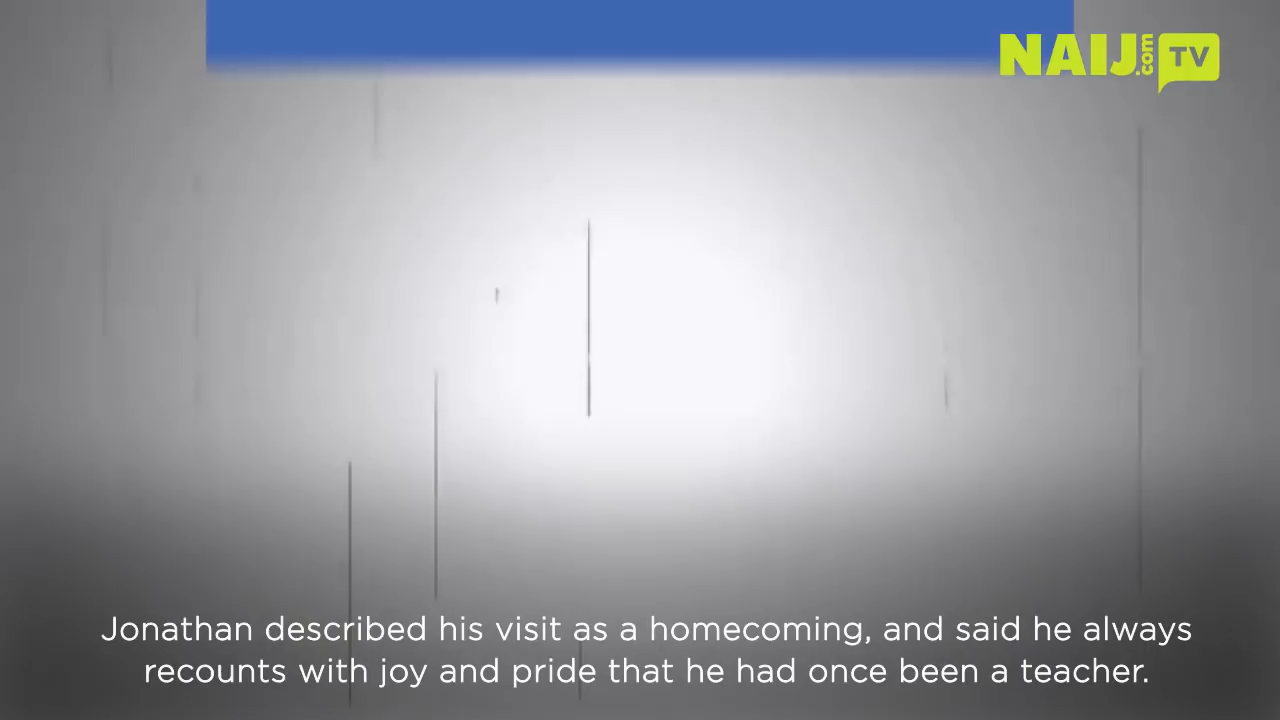 NAIJ.com TV
Jonathan described his visit as a homecoming, and said he always
recounts with joy and pride that he had once been a teacher.